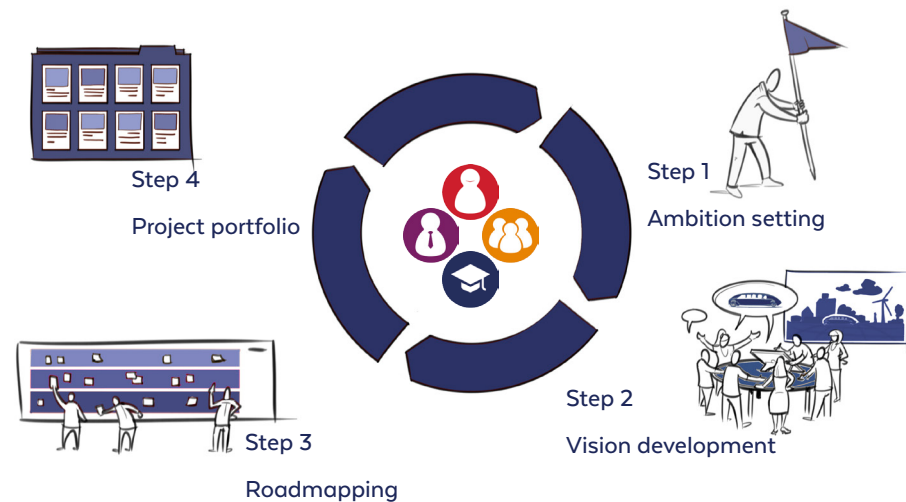 Step 1
Ambition setting
Step 2
Vision development
Step 3
Roadmapping
Step 4
Project portfolio